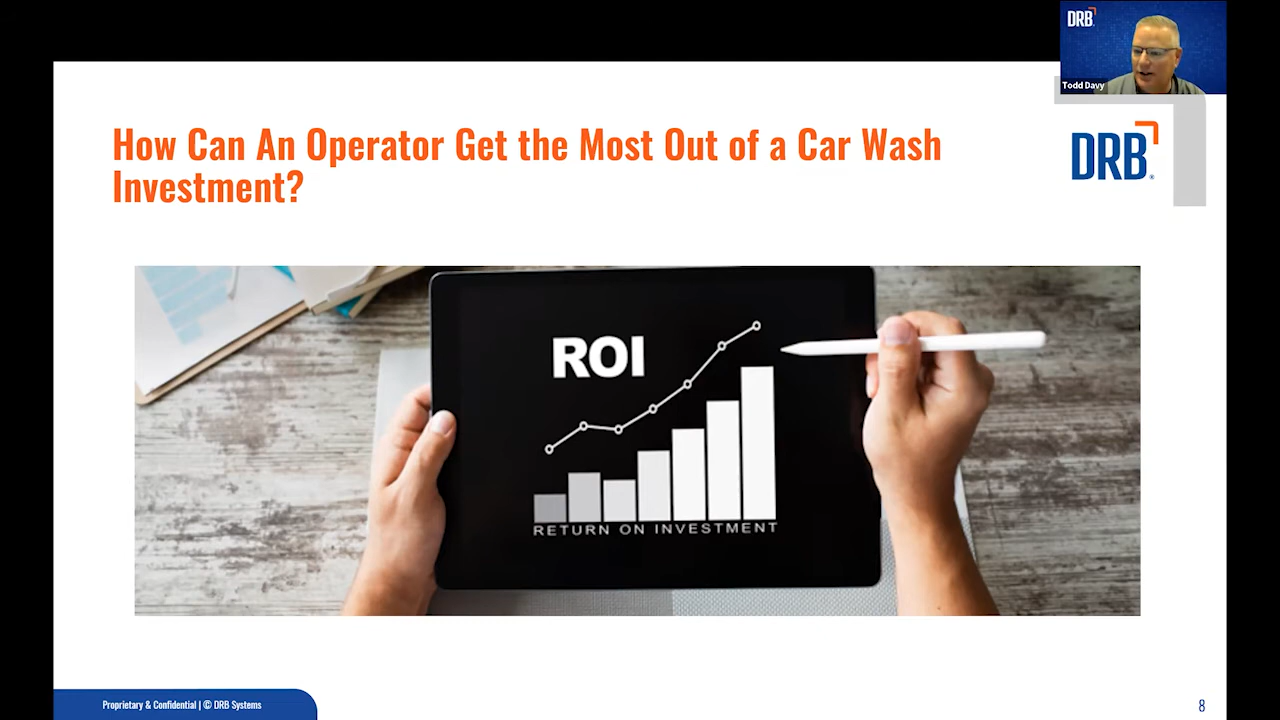 DRB
Todd Davy
How Can An Operator Get the Most Out of a Car Wash
Investment?
DRB®
ROI
RETURN ON INVESTMENT
Proprietary & Confidential | © DRB Systems
8